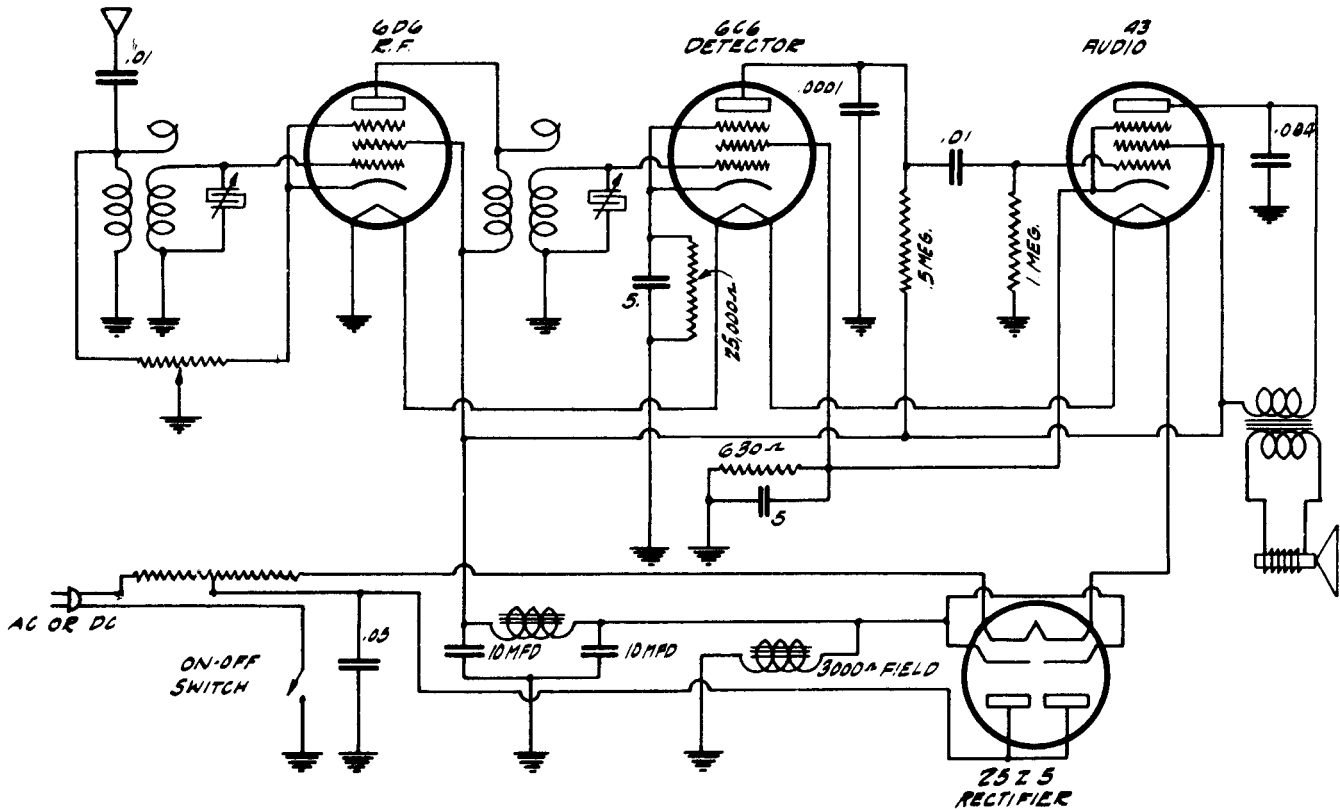 6D6
R.F.
6C6
DETECTOR
43
AUDIO
.01
.0001
.01
.004
.5 MEG.
1 MEG.
5.
25,000Ω
630Ω
5
AC OR DC
ON-OFF
SWITCH
.05
10 MFD
10 MFD
3000Ω FIELD
25Z5
RECTIFIER